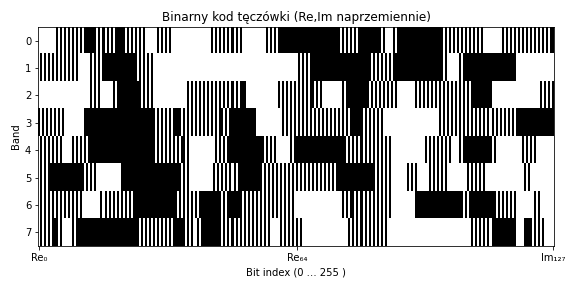 Binarny kod tęczówki (Re,Im naprzemiennie)
Band
0
1
2
3
4
5
6
7
Re₀ Re₆₄ Im₁₂₇
Bit index (0 ... 255 )